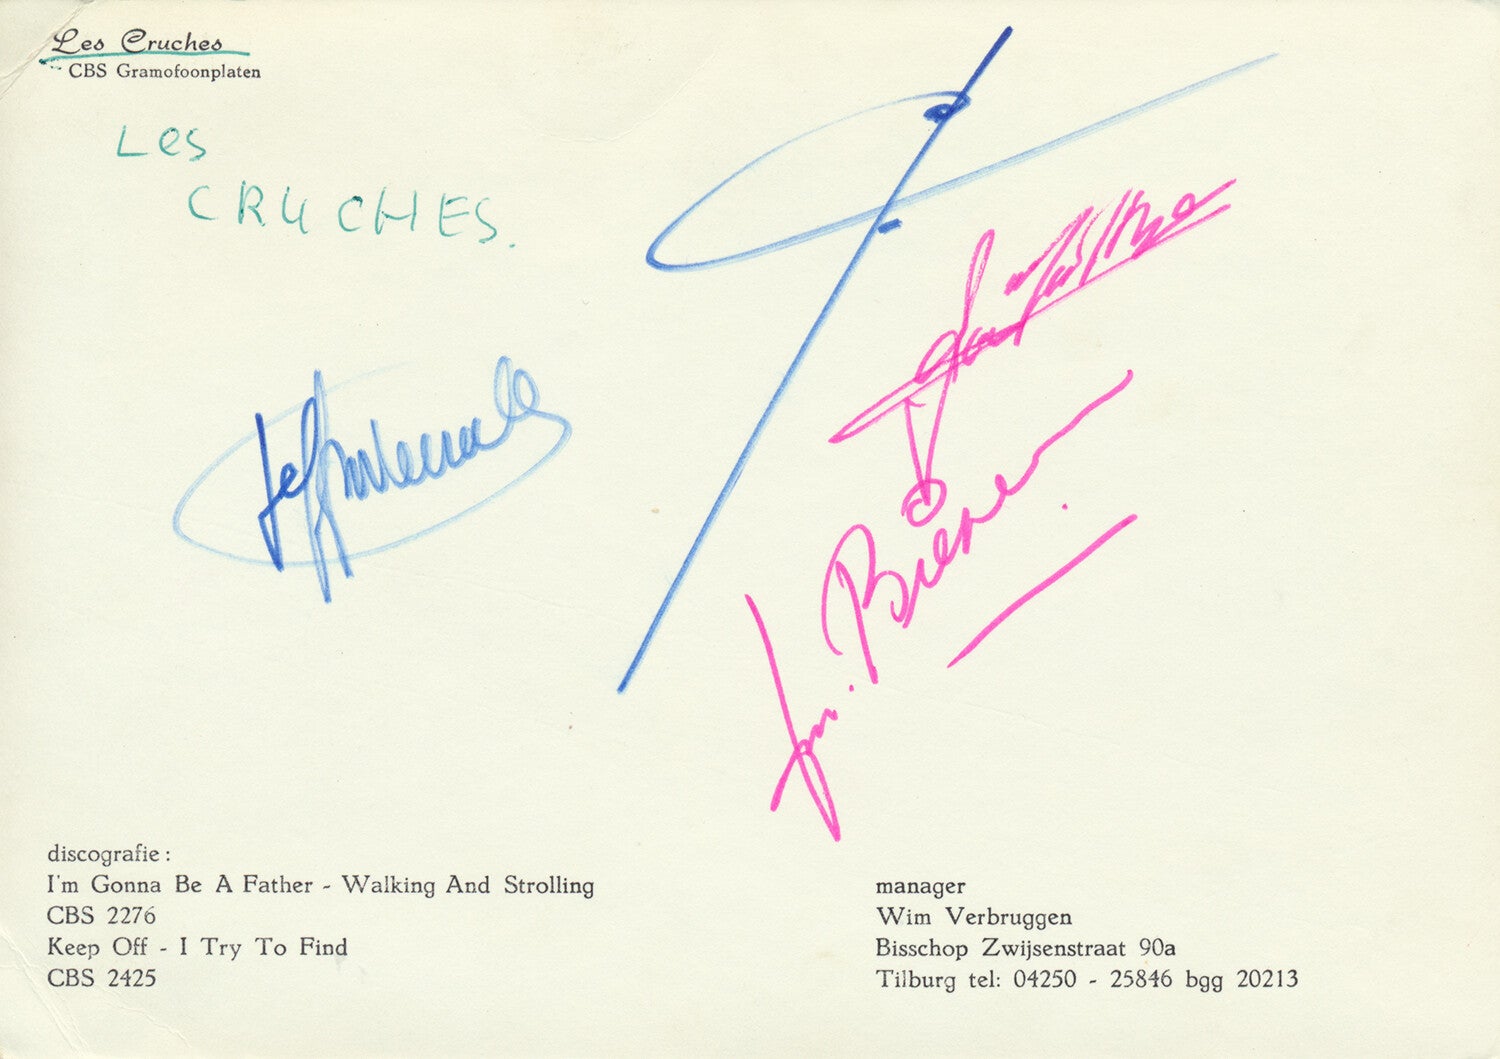 Les Cruches
CBS Gramofoonplaten
Les
CRUCHES.
discografie :
I'm Gonna Be A Father - Walking And Strolling
CBS 2276
Keep Off - I Try To Find
CBS 2425
manager
Wim Verbruggen
Bisschop Zwijsenstraat 90a
Tilburg tel: 04250 - 25846 bgg 20213